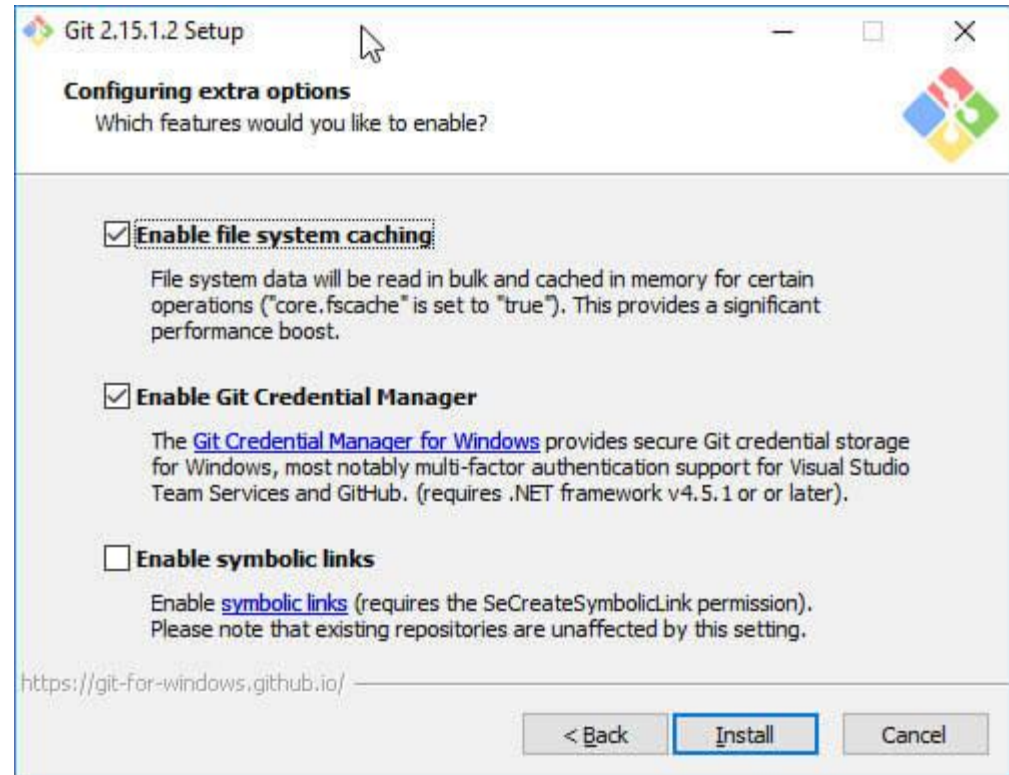 Git 2.15.1.2 Setup
Configuring extra options
Which features would you like to enable?
Enable file system caching
File system data will be read in bulk and cached in memory for certain
operations ("core.fscache" is set to "true"). This provides a significant
performance boost.
Enable Git Credential Manager
The Git Credential Manager for Windows provides secure Git credential storage
for Windows, most notably multi-factor authentication support for Visual Studio
Team Services and GitHub. (requires .NET framework v4.5.1 or or later).
Enable symbolic links
Enable symbolic links (requires the SeCreateSymbolicLink permission).
Please note that existing repositories are unaffected by this setting.
https://git-for-windows.github.io/
< Back Install Cancel